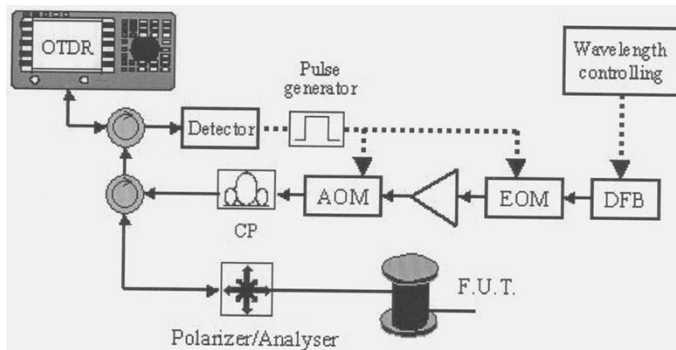 OTDR
Wavelength
controlling
Pulse
generator
Detector
AOM
EOM
DFB
CP
F.U.T.
Polarizer/Analyser